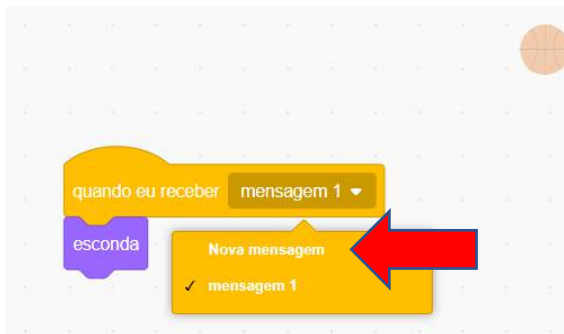 quando eu receber mensagem 1
esconda
Nova mensagem
✓ mensagem 1